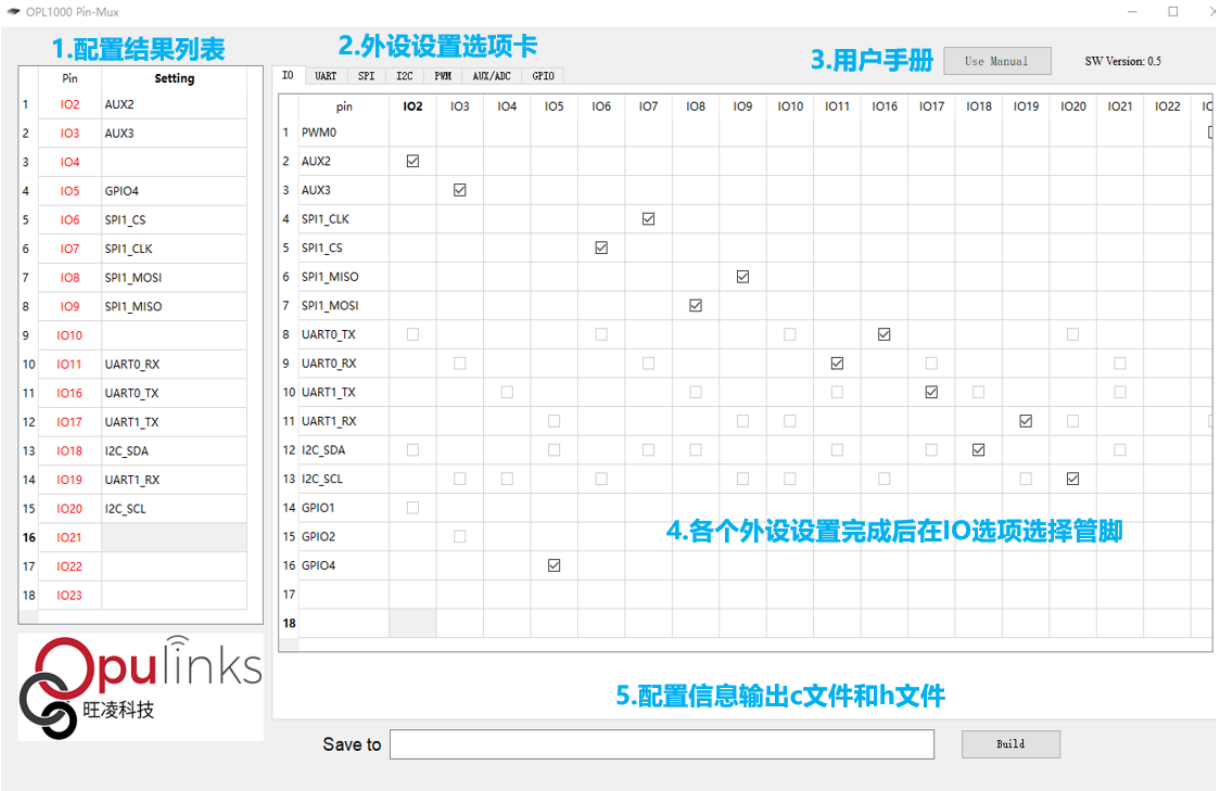 OPL1000 Pin-Mux
1.配置结果列表
2.外设设置选项卡
3.用户手册
Use Manual
SW Version: 0.5
Pin Setting
1 IO2 AUX2
2 IO3 AUX3
3 IO4
4 IO5 GPIO4
5 IO6 SPI1_CS
6 IO7 SPI1_CLK
7 IO8 SPI1_MOSI
8 IO9 SPI1_MISO
9 IO10
10 IO11 UART0_RX
11 IO16 UART0_TX
12 IO17 UART1_TX
13 IO18 I2C_SDA
14 IO19 UART1_RX
15 IO20 I2C_SCL
16 IO21
17 IO22
18 IO23
IO UART SPI I2C PWM AUX/ADC GPIO
pin IO2 IO3 IO4 IO5 IO6 IO7 IO8 IO9 IO10 IO11 IO16 IO17 IO18 IO19 IO20 IO21 IO22
1 PWM0
2 AUX2
3 AUX3
4 SPI1_CLK
5 SPI1_CS
6 SPI1_MISO
7 SPI1_MOSI
8 UART0_TX
9 UART0_RX
10 UART1_TX
11 UART1_RX
12 I2C_SDA
13 I2C_SCL
14 GPIO1
15 GPIO2
16 GPIO4
17
18
4.各个外设设置完成后在IO选项选择管脚
Opulinks
旺凌科技
5.配置信息输出c文件和h文件
Save to
Build